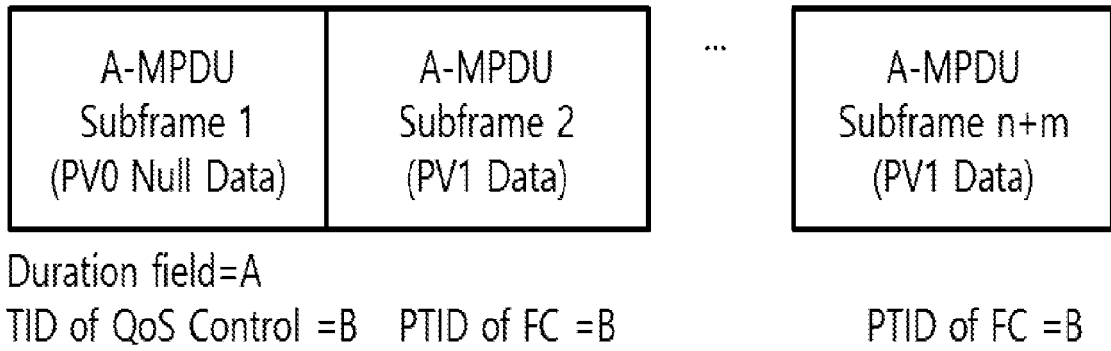 A-MPDU
Subframe 1
(PV0 Null Data)
A-MPDU
Subframe 2
(PV1 Data)
...
A-MPDU
Subframe n+m
(PV1 Data)
Duration field=A
TID of QoS Control =B
PTID of FC =B
PTID of FC =B